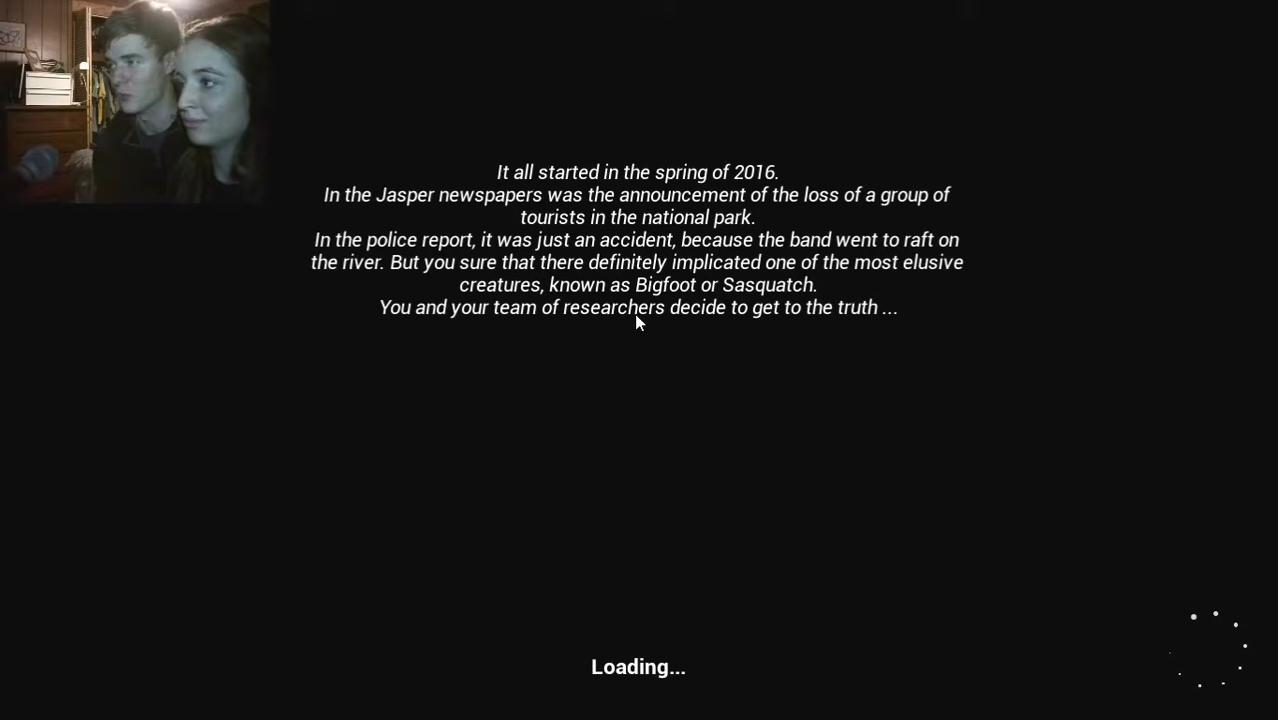 It all started in the spring of 2016.
In the Jasper newspapers was the announcement of the loss of a group of
tourists in the national park.
In the police report, it was just an accident, because the band went to raft on
the river. But you sure that there definitely implicated one of the most elusive
creatures, known as Bigfoot or Sasquatch.
You and your team of researchers decide to get to the truth ...
Loading...